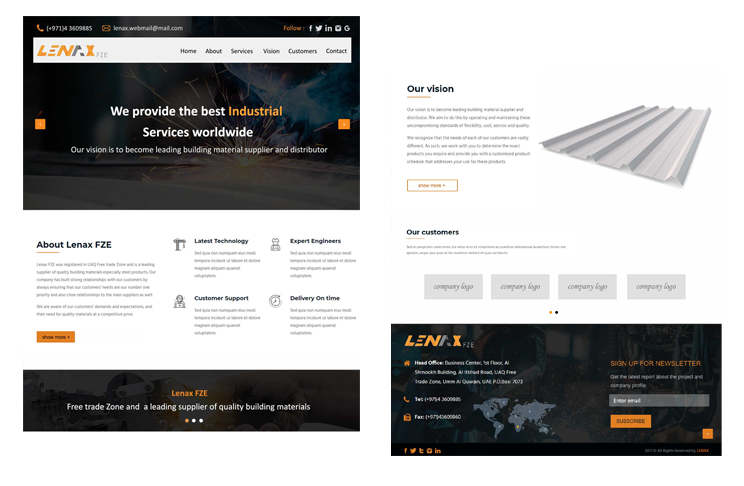 (+971)4 3609885
lenax.webmail@mail.com
Follow :
LENAX FZE
Home About Services Vision Customers Contact
We provide the best Industrial
Services worldwide
Our vision is to become leading building material supplier and distributor
About Lenax FZE
Lenax FZE was registered in UAQ Free trade Zone and is a leading
supplier of quality building materials especially steel products. Our
company has built strong relationships with our customers by
always ensuring that our customers' needs are our number one
priority and also close relationships to the main suppliers as well.
We are aware of our customers' demands and expectations, and
their need for quality materials at a competitive price.
show more +
Latest Technology
Sed quia non numquam eius modi
tempora incidunt ut labore et dolore
magnam aliquam quaerat
voluptatem.
Expert Engineers
Sed quia non numquam eius modi
tempora incidunt ut labore et dolore
magnam aliquam quaerat
voluptatem.
Customer Support
Sed quia non numquam eius modi
tempora incidunt ut labore et dolore
magnam aliquam quaerat
voluptatem.
Delivery On time
Sed quia non numquam eius modi
tempora incidunt ut labore et dolore
magnam aliquam quaerat
voluptatem.
Lenax FZE
Free trade Zone and a leading supplier of quality building materials
Our vision
Our vision is to become leading building material supplier and
distributor. We aim to do this by operating and maintaining these
uncompromising standards of flexibility, cost, service and quality.
We recognize that the needs of each of our customers are vastly
different. As such, we work with you to determine the exact
products you require and provide you with a customized product
schedule that addresses your use for these products
show more +
Our customers
company logo
company logo
company logo
company logo
LENAX FZE
Head Office: Business Center, 1st Floor, Al
Shmookh Building, Al Ittihad Road, UAQ Free
Trade Zone, Umm Al Quwain, UAE P.O.Box: 7073
Tel: (+971)4 3609885
Fax: (+971)43609860
SIGN UP FOR NEWSLETTER
Get the latest report about the project and
company profile.
Enter email
SUBSCRIBE
All Rights Reserved by LENAX